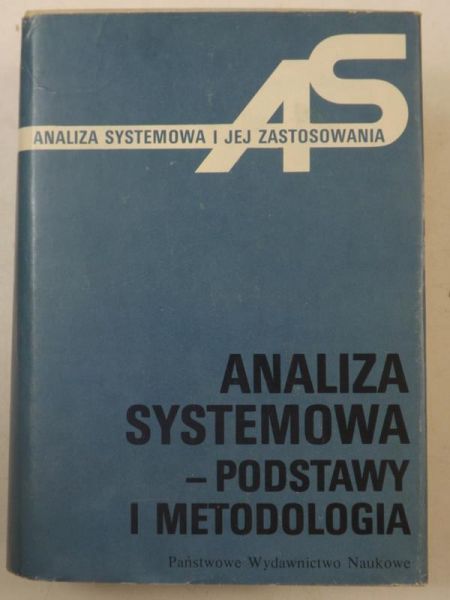 AS
ANALIZA SYSTEMOWA I JEJ ZASTOSOWANIA
ANALIZA
SYSTEMOWA
– PODSTAWY
I METODOLOGIA
Państwowe Wydawnictwo Naukowe